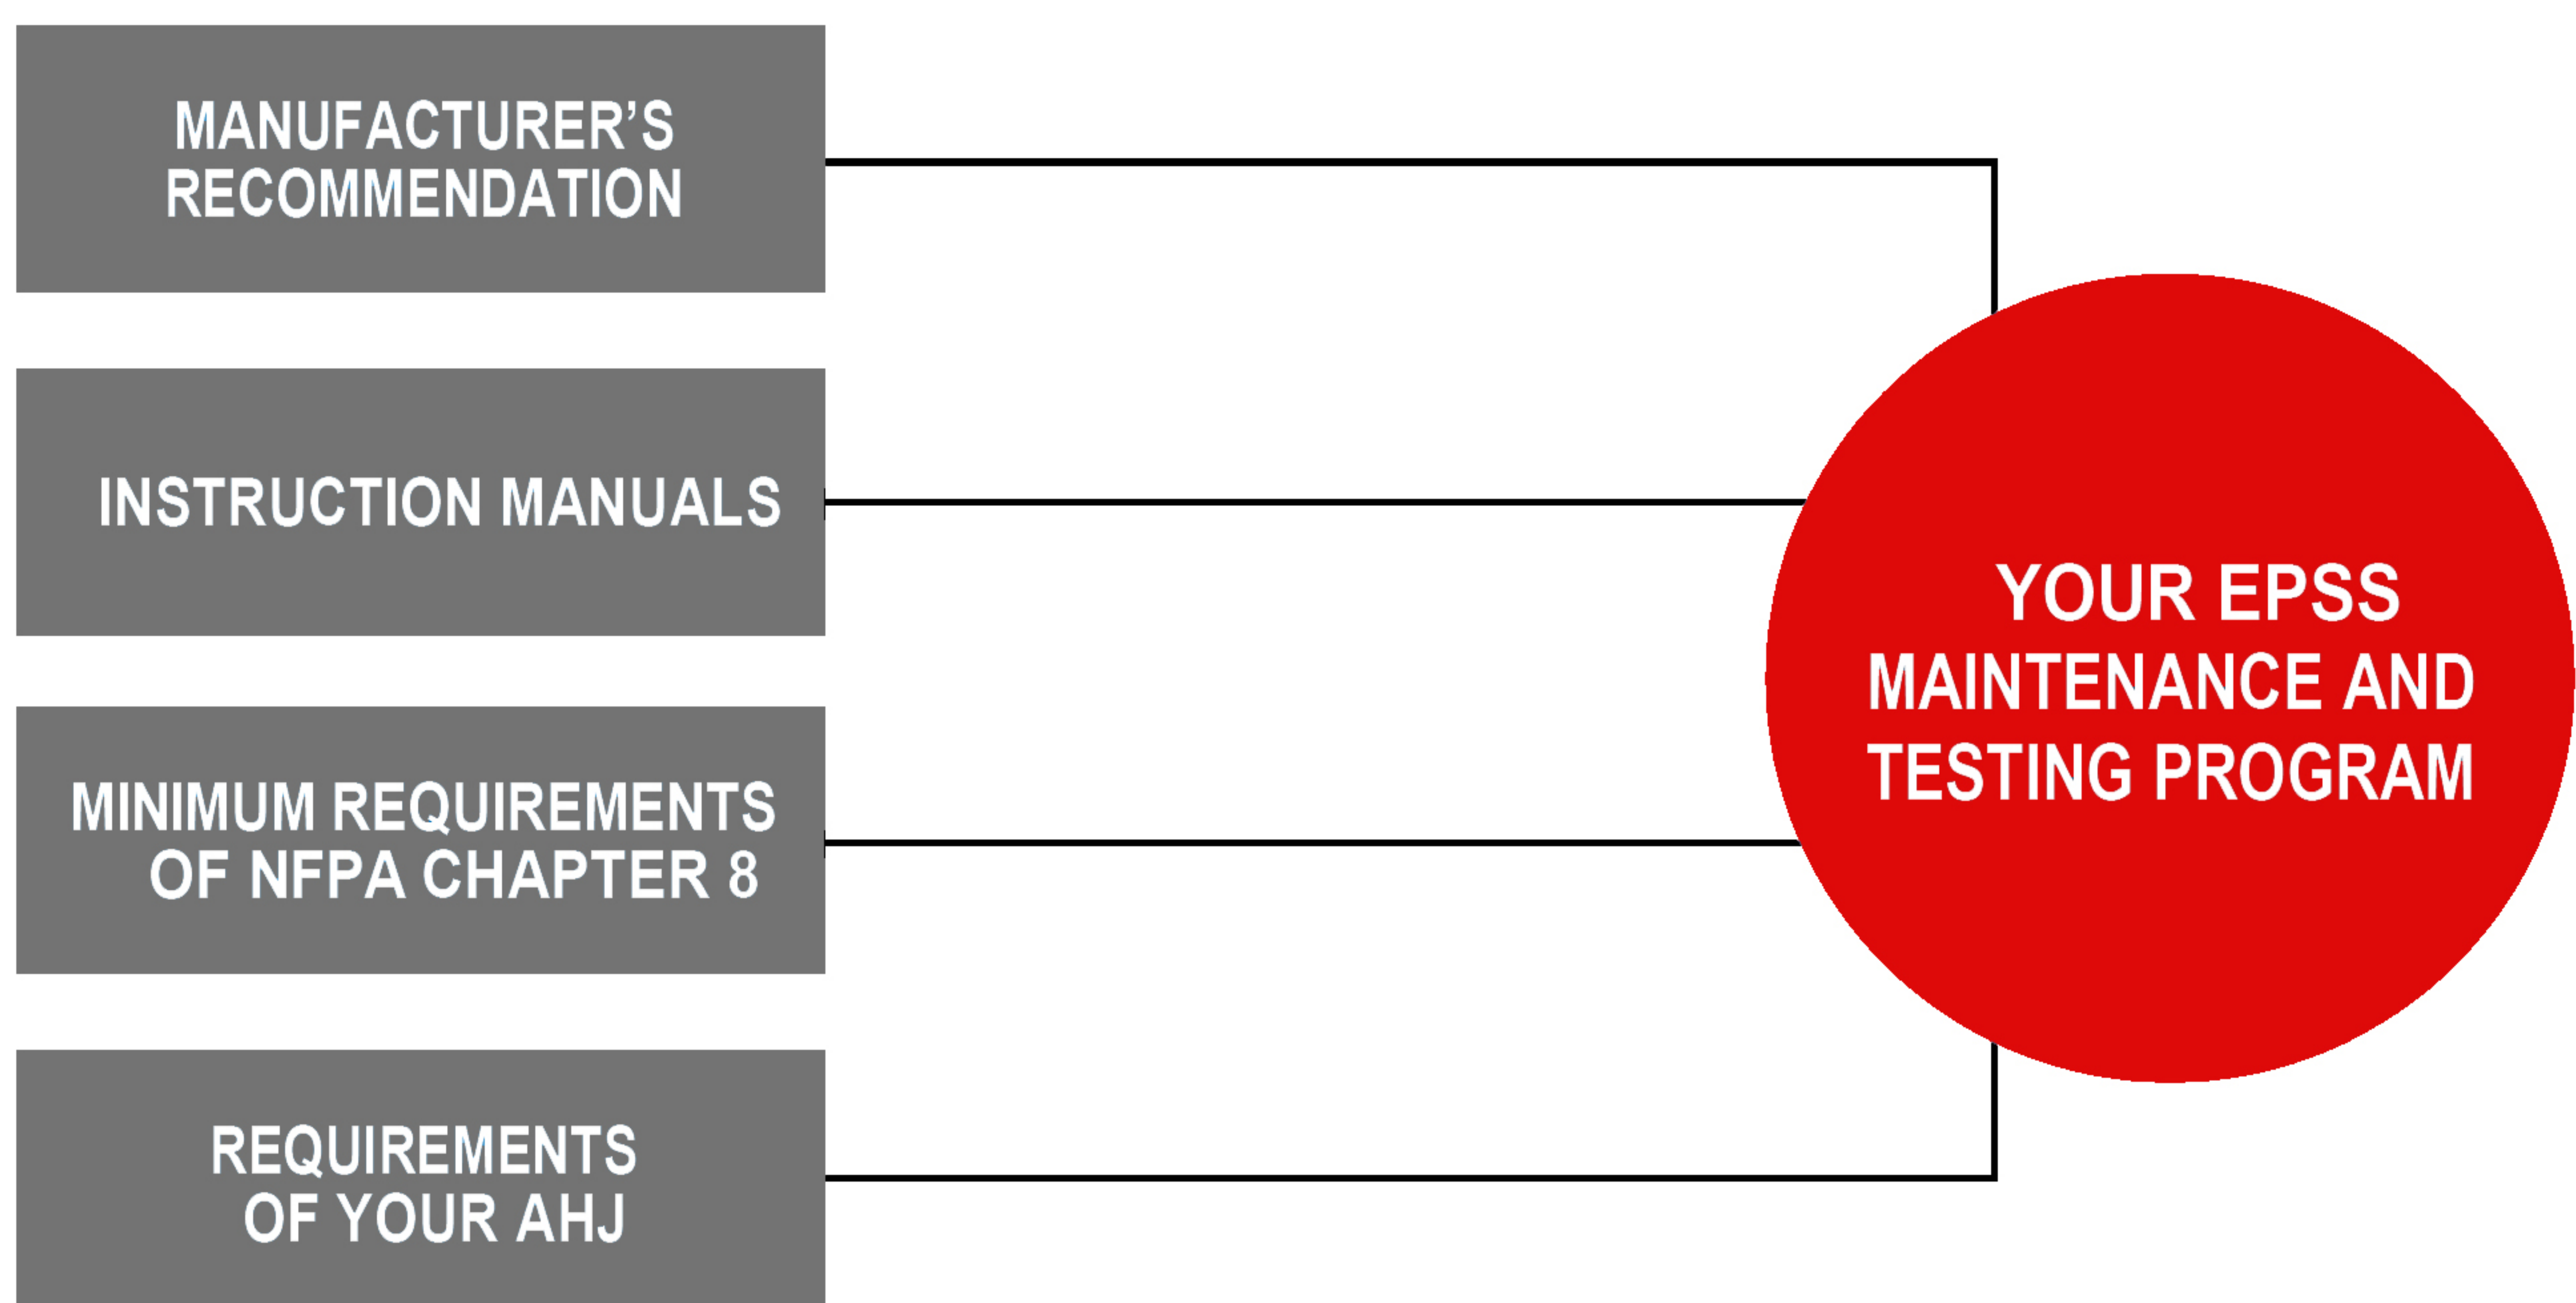 MANUFACTURER’S
RECOMMENDATION
INSTRUCTION MANUALS
MINIMUM REQUIREMENTS
OF NFPA CHAPTER 8
REQUIREMENTS
OF YOUR AHJ
YOUR EPSS
MAINTENANCE AND
TESTING PROGRAM